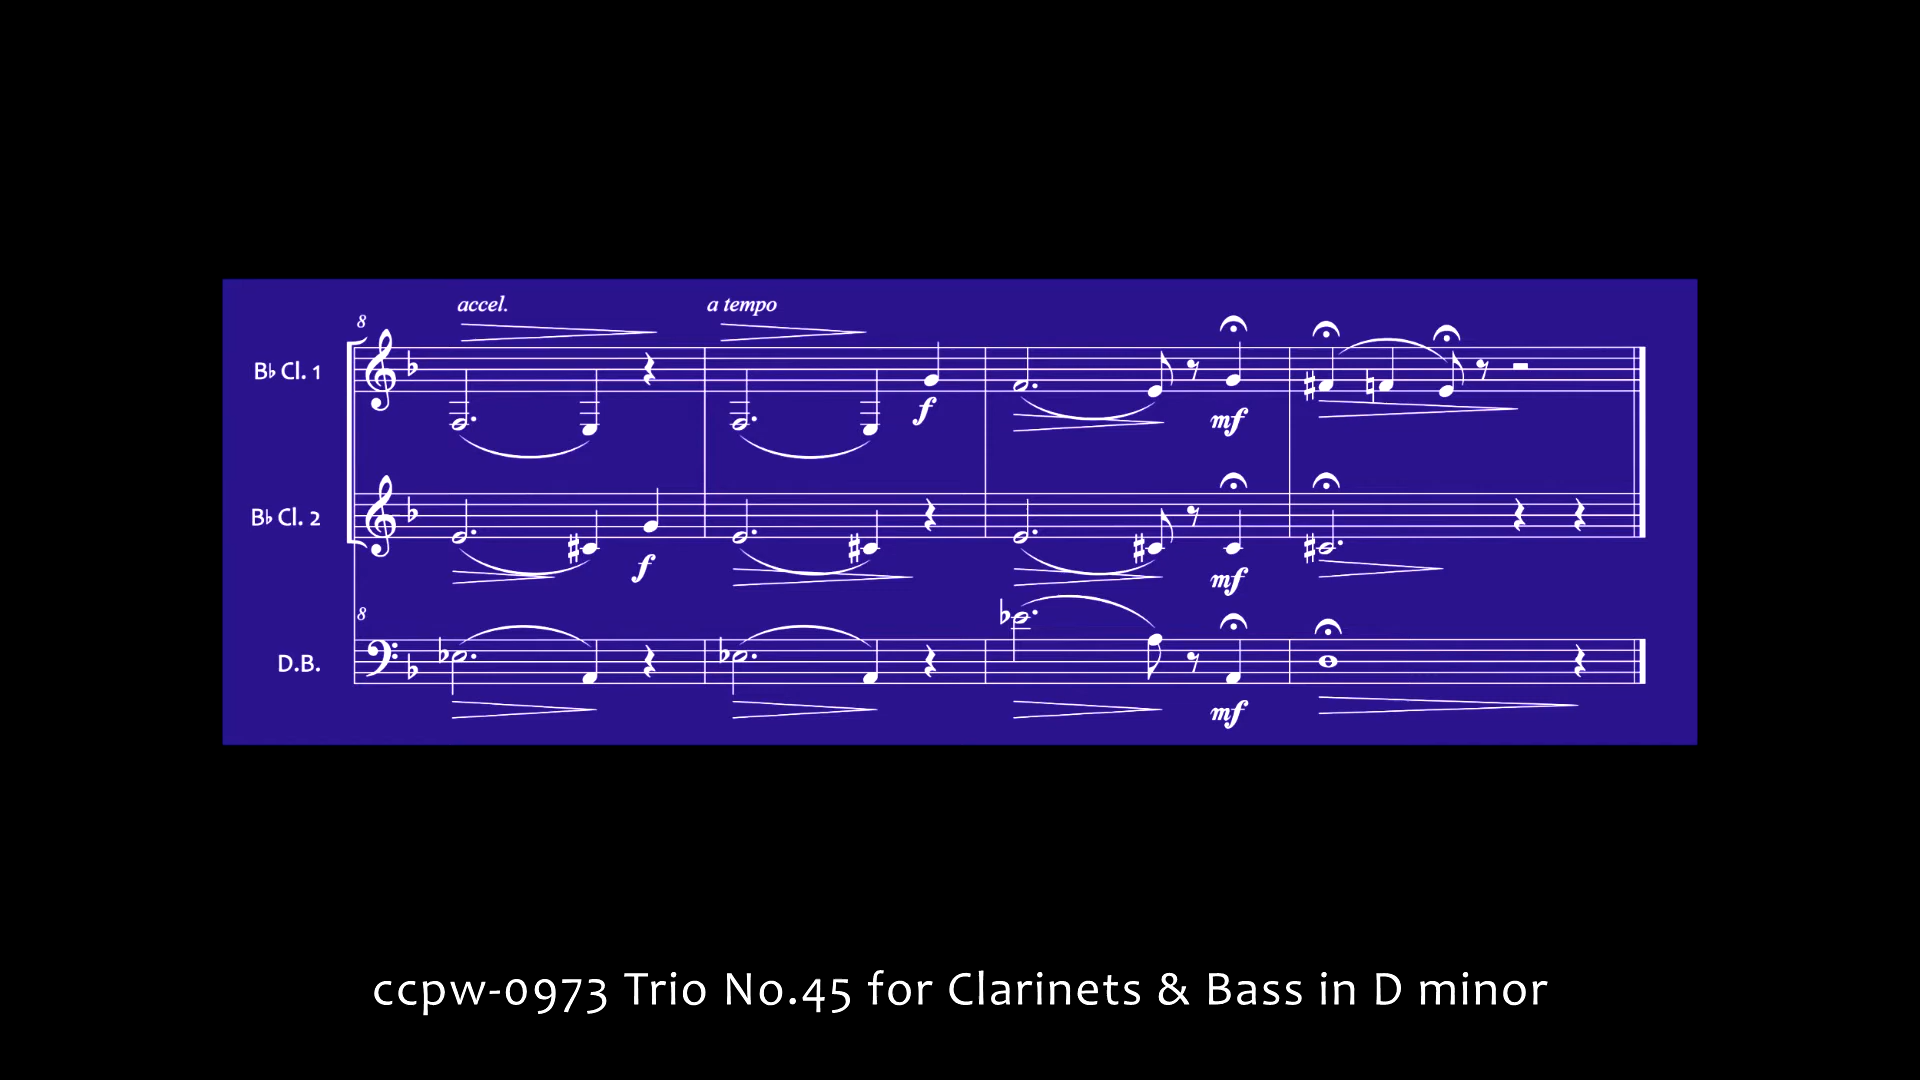 accel.
a tempo
8
B♭ Cl. 1
f
mf
B♭ Cl. 2
f
mf
8
D.B.
mf
ccpw-0973 Trio No.45 for Clarinets & Bass in D minor